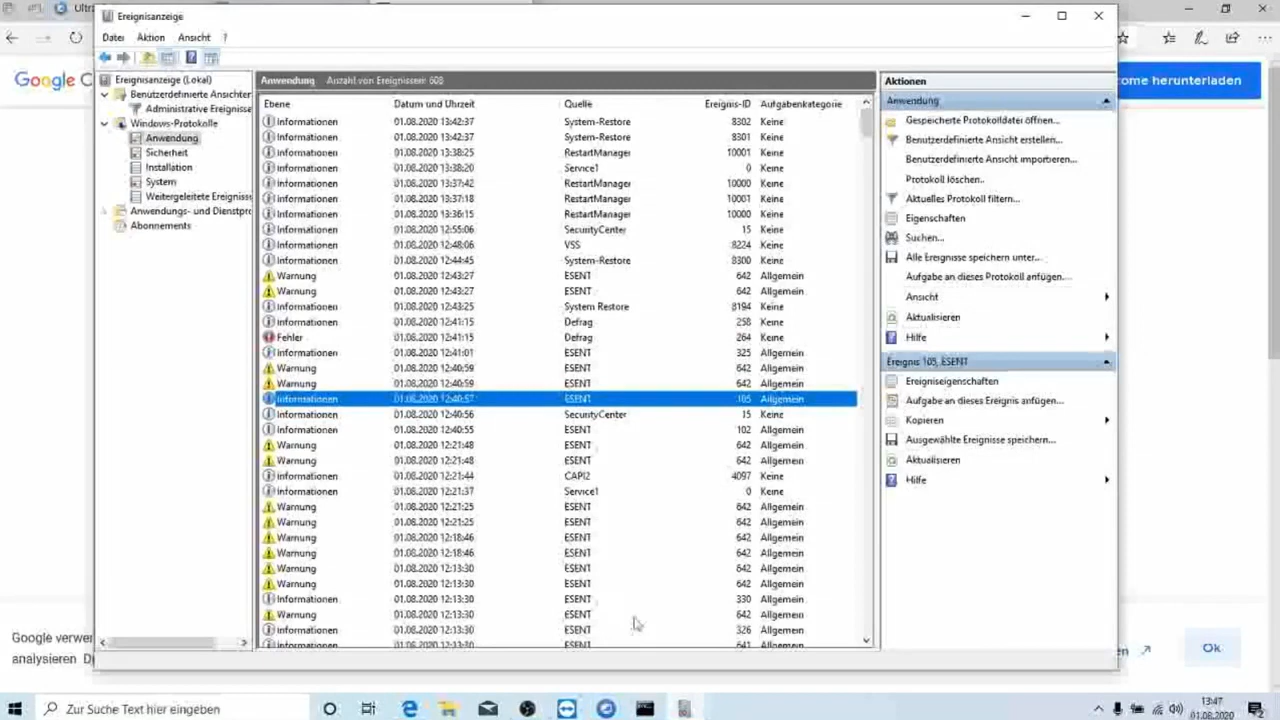 Ultr
Ereignisanzeige
Datei Aktion Ansicht ?
Google C
ome herunterladen
Ereignisanzeige (Lokal)
Benutzerdefinierte Ansichten
Administrative Ereignisse
Windows-Protokolle
Anwendung
Sicherheit
Installation
System
Weitergeleitete Ereignisse
Anwendungs- und Dienstpro
Abonnements
Anwendung Anzahl von Ereignissen: 608
Ebene Datum und Uhrzeit Quelle Ereignis-ID Aufgabenkategorie
Informationen 01.08.2020 13:42:37 System-Restore 8302 Keine
Informationen 01.08.2020 13:42:37 System-Restore 8301 Keine
Informationen 01.08.2020 13:38:25 RestartManager 10001 Keine
Informationen 01.08.2020 13:38:20 Service1 0 Keine
Informationen 01.08.2020 13:37:42 RestartManager 10000 Keine
Informationen 01.08.2020 13:37:18 RestartManager 10001 Keine
Informationen 01.08.2020 13:36:15 RestartManager 10000 Keine
Informationen 01.08.2020 12:55:06 SecurityCenter 15 Keine
Informationen 01.08.2020 12:48:06 VSS 8224 Keine
Informationen 01.08.2020 12:44:45 System-Restore 8300 Keine
Warnung 01.08.2020 12:43:27 ESENT 642 Allgemein
Warnung 01.08.2020 12:43:27 ESENT 642 Allgemein
Informationen 01.08.2020 12:43:25 System Restore 8194 Keine
Informationen 01.08.2020 12:41:15 Defrag 258 Keine
Fehler 01.08.2020 12:41:15 Defrag 264 Keine
Informationen 01.08.2020 12:41:01 ESENT 325 Allgemein
Warnung 01.08.2020 12:40:59 ESENT 642 Allgemein
Warnung 01.08.2020 12:40:59 ESENT 642 Allgemein
Informationen 01.08.2020 12:40:57 ESENT 105 Allgemein
Informationen 01.08.2020 12:40:56 SecurityCenter 15 Keine
Informationen 01.08.2020 12:40:55 ESENT 102 Allgemein
Warnung 01.08.2020 12:21:48 ESENT 642 Allgemein
Warnung 01.08.2020 12:21:48 ESENT 642 Allgemein
Informationen 01.08.2020 12:21:44 CAPI2 4097 Keine
Informationen 01.08.2020 12:21:37 Service1 0 Keine
Warnung 01.08.2020 12:21:25 ESENT 642 Allgemein
Warnung 01.08.2020 12:21:25 ESENT 642 Allgemein
Warnung 01.08.2020 12:18:46 ESENT 642 Allgemein
Warnung 01.08.2020 12:18:46 ESENT 642 Allgemein
Warnung 01.08.2020 12:13:30 ESENT 642 Allgemein
Warnung 01.08.2020 12:13:30 ESENT 642 Allgemein
Informationen 01.08.2020 12:13:30 ESENT 330 Allgemein
Warnung 01.08.2020 12:13:30 ESENT 642 Allgemein
Informationen 01.08.2020 12:13:30 ESENT 326 Allgemein
Informationen 01.08.2020 12:13:30 ESENT 641 Allgemein
Aktionen
Anwendung
Gespeicherte Protokolldatei öffnen...
Benutzerdefinierte Ansicht erstellen...
Benutzerdefinierte Ansicht importieren...
Protokoll löschen..
Aktuelles Protokoll filtern...
Eigenschaften
Suchen...
Alle Ereignisse speichern unter...
Aufgabe an dieses Protokoll anfügen...
Ansicht
Aktualisieren
Hilfe
Ereignis 105, ESENT
Ereigniseigenschaften
Aufgabe an dieses Ereignis anfügen...
Kopieren
Ausgewählte Ereignisse speichern...
Aktualisieren
Hilfe
Google verwen
analysieren
en
Ok
Zur Suche Text hier eingeben
13:47
01.08.2020